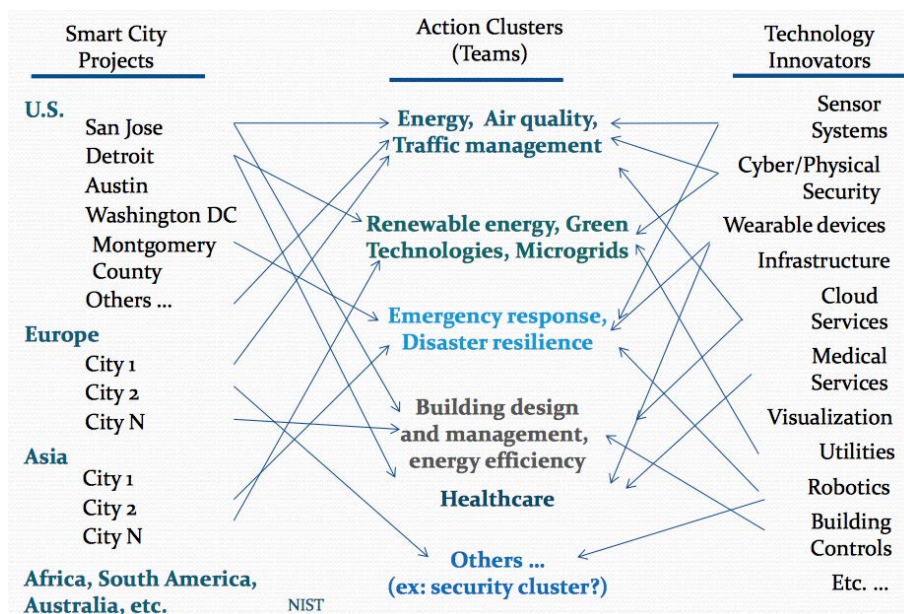 Smart City
Projects
Action Clusters
(Teams)
Technology
Innovators
U.S.
San Jose
Detroit
Austin
Washington DC
Montgomery
County
Others ...
Europe
City 1
City 2
City N
Asia
City 1
City 2
City N
Africa, South America,
Australia, etc.
NIST
Energy, Air quality,
Traffic management
Renewable energy, Green
Technologies, Microgrids
Emergency response,
Disaster resilience
Building design
and management,
energy efficiency
Healthcare
Others ...
(ex: security cluster?)
Sensor
Systems
Cyber/Physical
Security
Wearable devices
Infrastructure
Cloud
Services
Medical
Services
Visualization
Utilities
Robotics
Building
Controls
Etc. ...